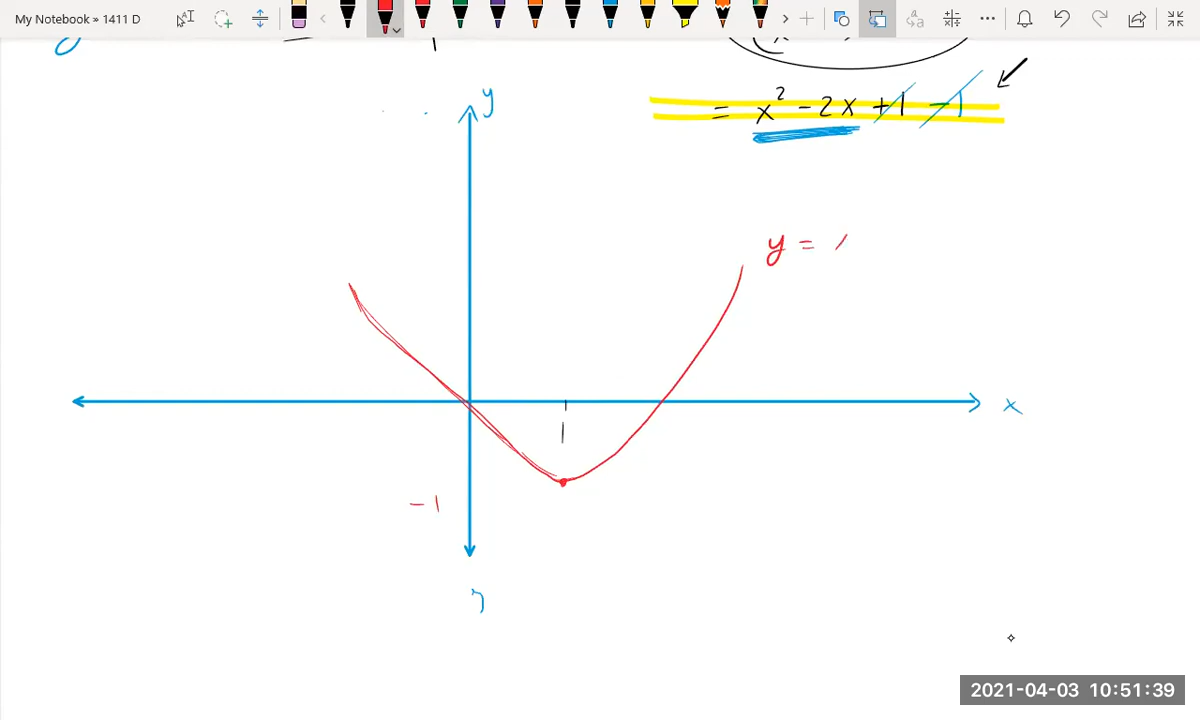 My Notebook » 1411 D
= x² - 2x + 1 - 1
y
y =
x
1
-1
2021-04-03 10:51:39